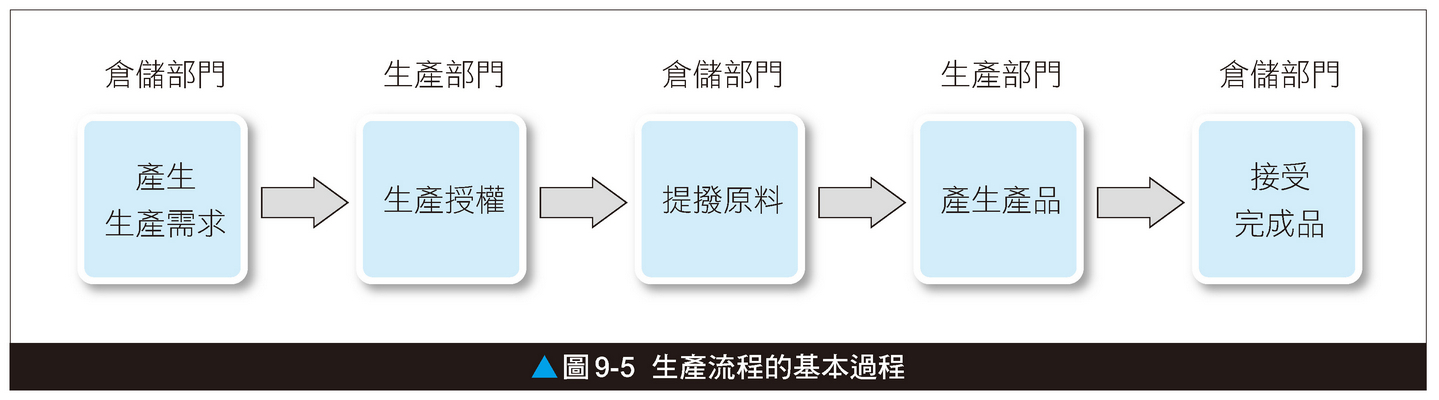 倉儲部門
生產部門
倉儲部門
生產部門
倉儲部門
產生
生產需求
生產授權
提撥原料
產生產品
接受
完成品
▲圖9-5 生產流程的基本過程